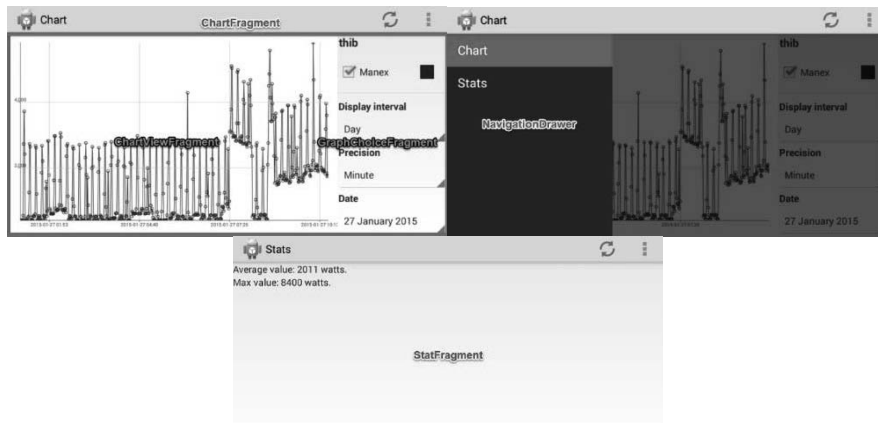 Chart
ChartFragment
thib
Manex
Display interval
Day
ChartViewFragment
GraphChoiceFragment
Precision
Minute
Date
27 January 2015
Chart
Chart
Stats
NavigationDrawer
thib
Manex
Display interval
Day
Precision
Minute
Date
27 January 2015
Stats
Average value: 2011 watts.
Max value: 8400 watts.
StatFragment